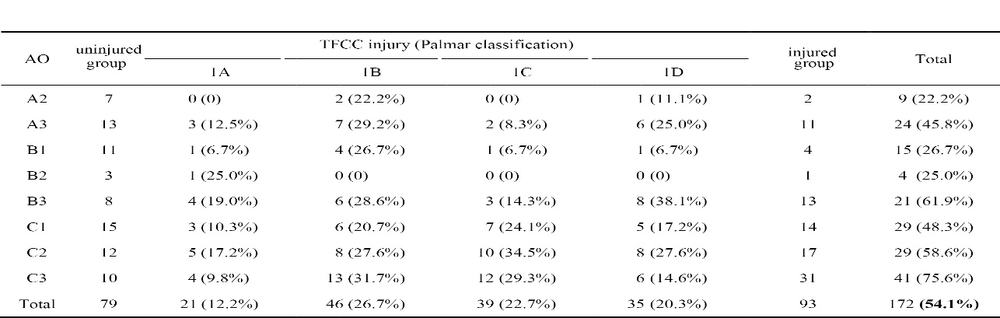 AO uninjured group TFCC injury (Palmar classification) injured group Total
1A 1B 1C 1D
A2 7 0 (0) 2 (22.2%) 0 (0) 1 (11.1%) 2 9 (22.2%)
A3 13 3 (12.5%) 7 (29.2%) 2 (8.3%) 6 (25.0%) 11 24 (45.8%)
B1 11 1 (6.7%) 4 (26.7%) 1 (6.7%) 1 (6.7%) 4 15 (26.7%)
B2 3 1 (25.0%) 0 (0) 0 (0) 0 (0) 1 4 (25.0%)
B3 8 4 (19.0%) 6 (28.6%) 3 (14.3%) 8 (38.1%) 13 21 (61.9%)
C1 15 3 (10.3%) 6 (20.7%) 7 (24.1%) 5 (17.2%) 14 29 (48.3%)
C2 12 5 (17.2%) 8 (27.6%) 10 (34.5%) 8 (27.6%) 17 29 (58.6%)
C3 10 4 (9.8%) 13 (31.7%) 12 (29.3%) 6 (14.6%) 31 41 (75.6%)
Total 79 21 (12.2%) 46 (26.7%) 39 (22.7%) 35 (20.3%) 93 172 (54.1%)